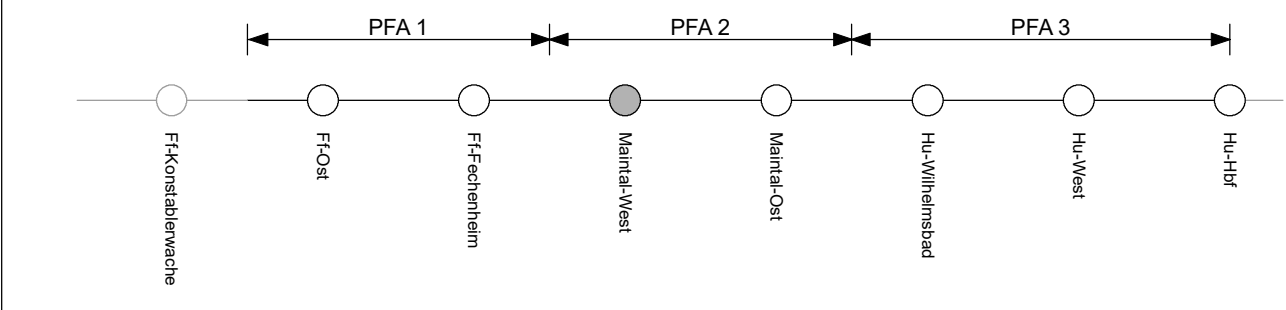 PFA 1
PFA 2
PFA 3
Ff-Konstablerwache
Ff-Ost
Ff-Fechenheim
Maintal-West
Maintal-Ost
Hu-Wilhelmsbad
Hu-West
Hu-Hbf